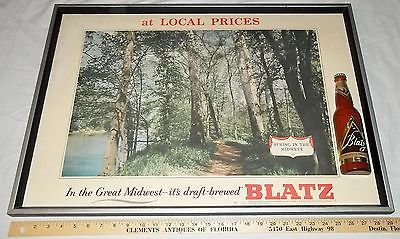 at LOCAL PRICES
SPRING IN THE
MIDWEST
Blatz
In the Great Midwest—it's draft-brewed BLATZ
CLEMENTS ANTIQUES OF FLORIDA 5470 East Highway 98 Destin, Flo